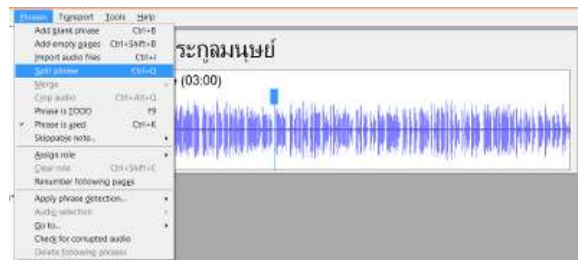 Phrases Transport Tools Help
Add blank phrase Ctrl+B
Add empty pages Ctrl+Shift+B
Import audio files Ctrl+I
Split phrase Ctrl+Q
Merge
Crop audio Ctrl+Alt+Q
Phrase is TODO F9
Phrase is used Ctrl+K
Skippable note...
Assign role
Clear role Ctrl+Shift+C
Renumber following pages
Apply phrase detection...
Audio selection
Go to...
Check for corrupted audio
Delete following phrases
ระกูลมนุษย์
(03:00)